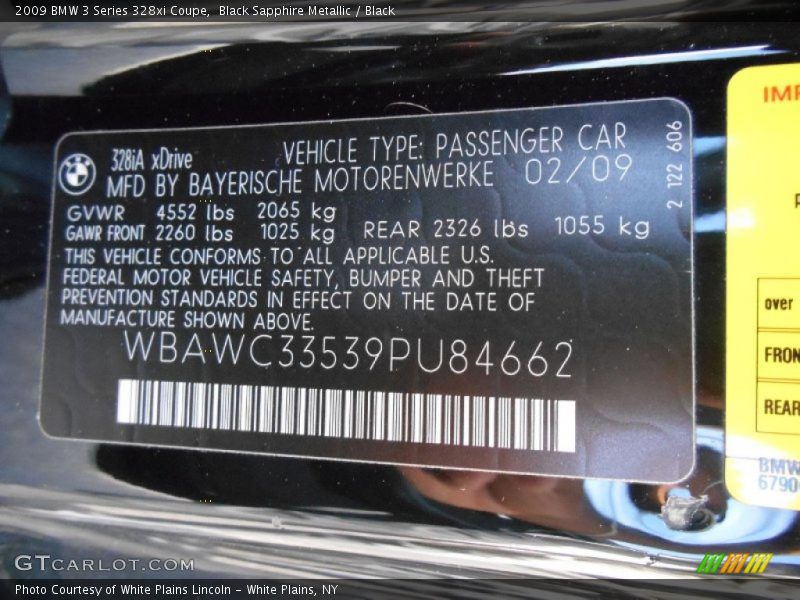 2009 BMW 3 Series 328xi Coupe, Black Sapphire Metallic / Black
328iA xDrive VEHICLE TYPE: PASSENGER CAR
MFD BY BAYERISCHE MOTORENWERKE 02/09
GVWR 4552 lbs 2065 kg
GAWR FRONT 2260 lbs 1025 kg REAR 2326 lbs 1055 kg
THIS VEHICLE CONFORMS TO ALL APPLICABLE U.S.
FEDERAL MOTOR VEHICLE SAFETY, BUMPER AND THEFT
PREVENTION STANDARDS IN EFFECT ON THE DATE OF
MANUFACTURE SHOWN ABOVE.
WBAWC33539PU84662
2 122 606
over
FRON
REAR
BMW
6790
GTCARLOT.COM
Photo Courtesy of White Plains Lincoln - White Plains, NY